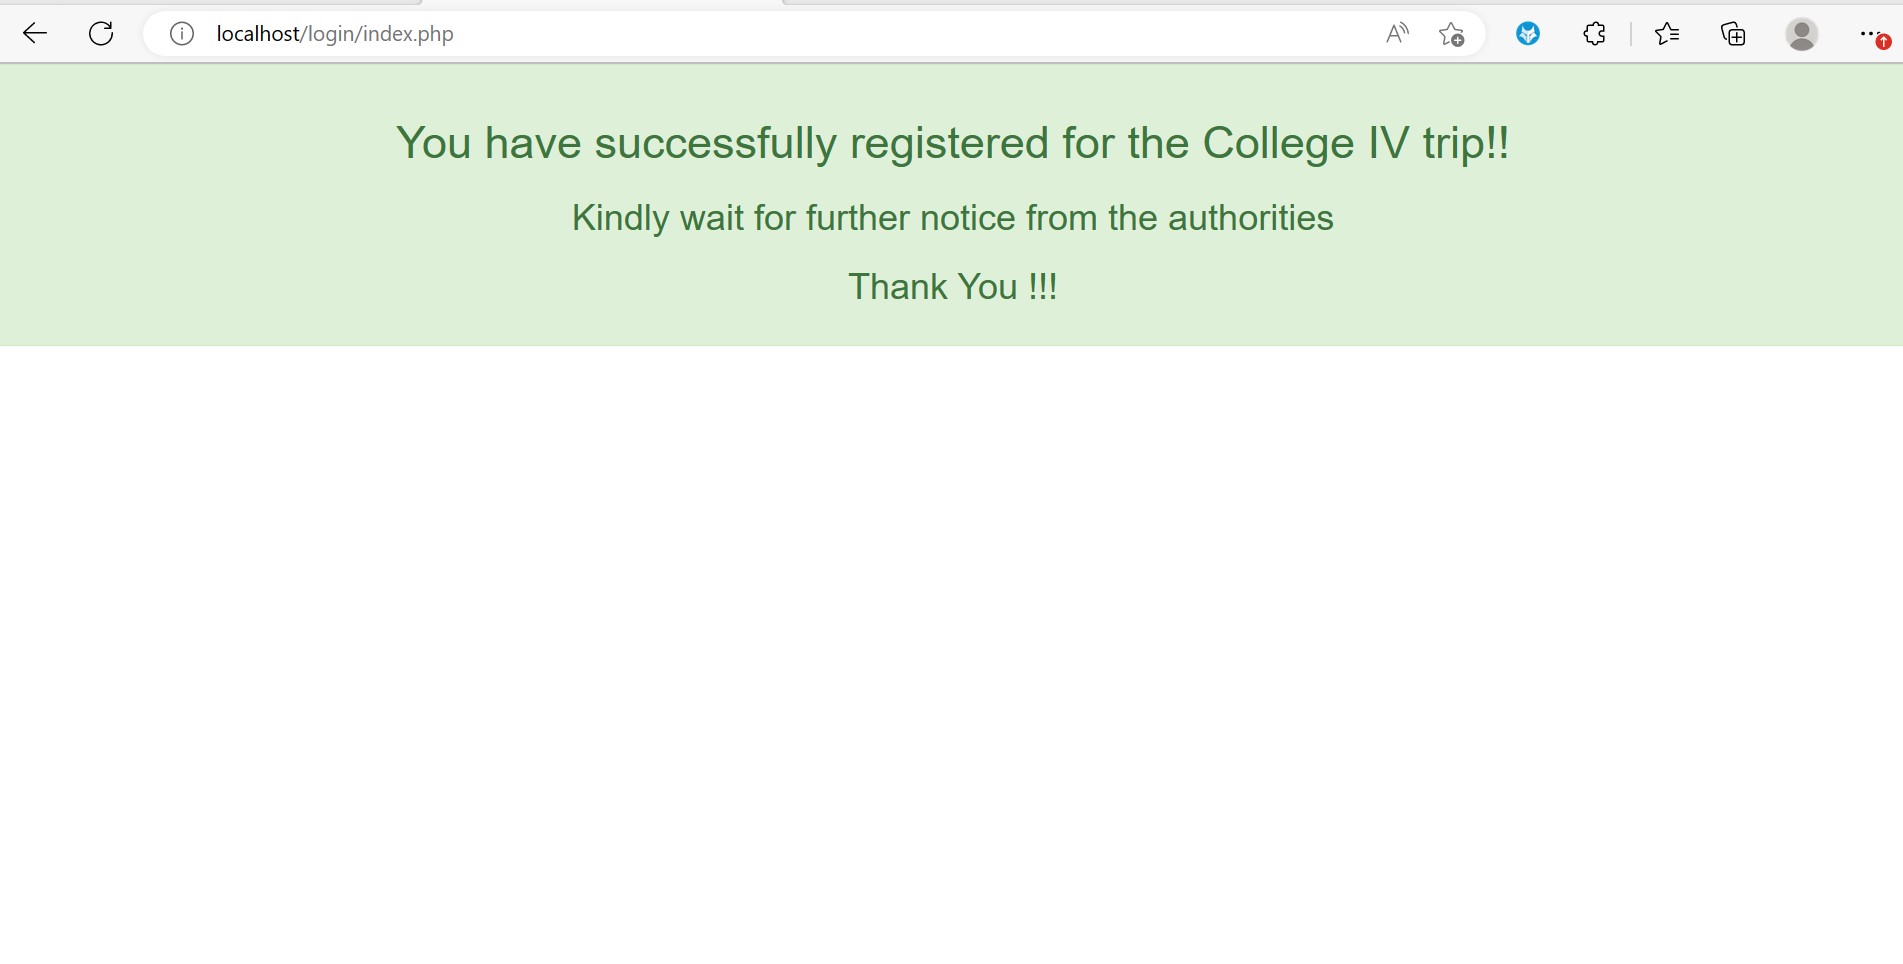 localhost/login/index.php
You have successfully registered for the College IV trip!!
Kindly wait for further notice from the authorities
Thank You !!!